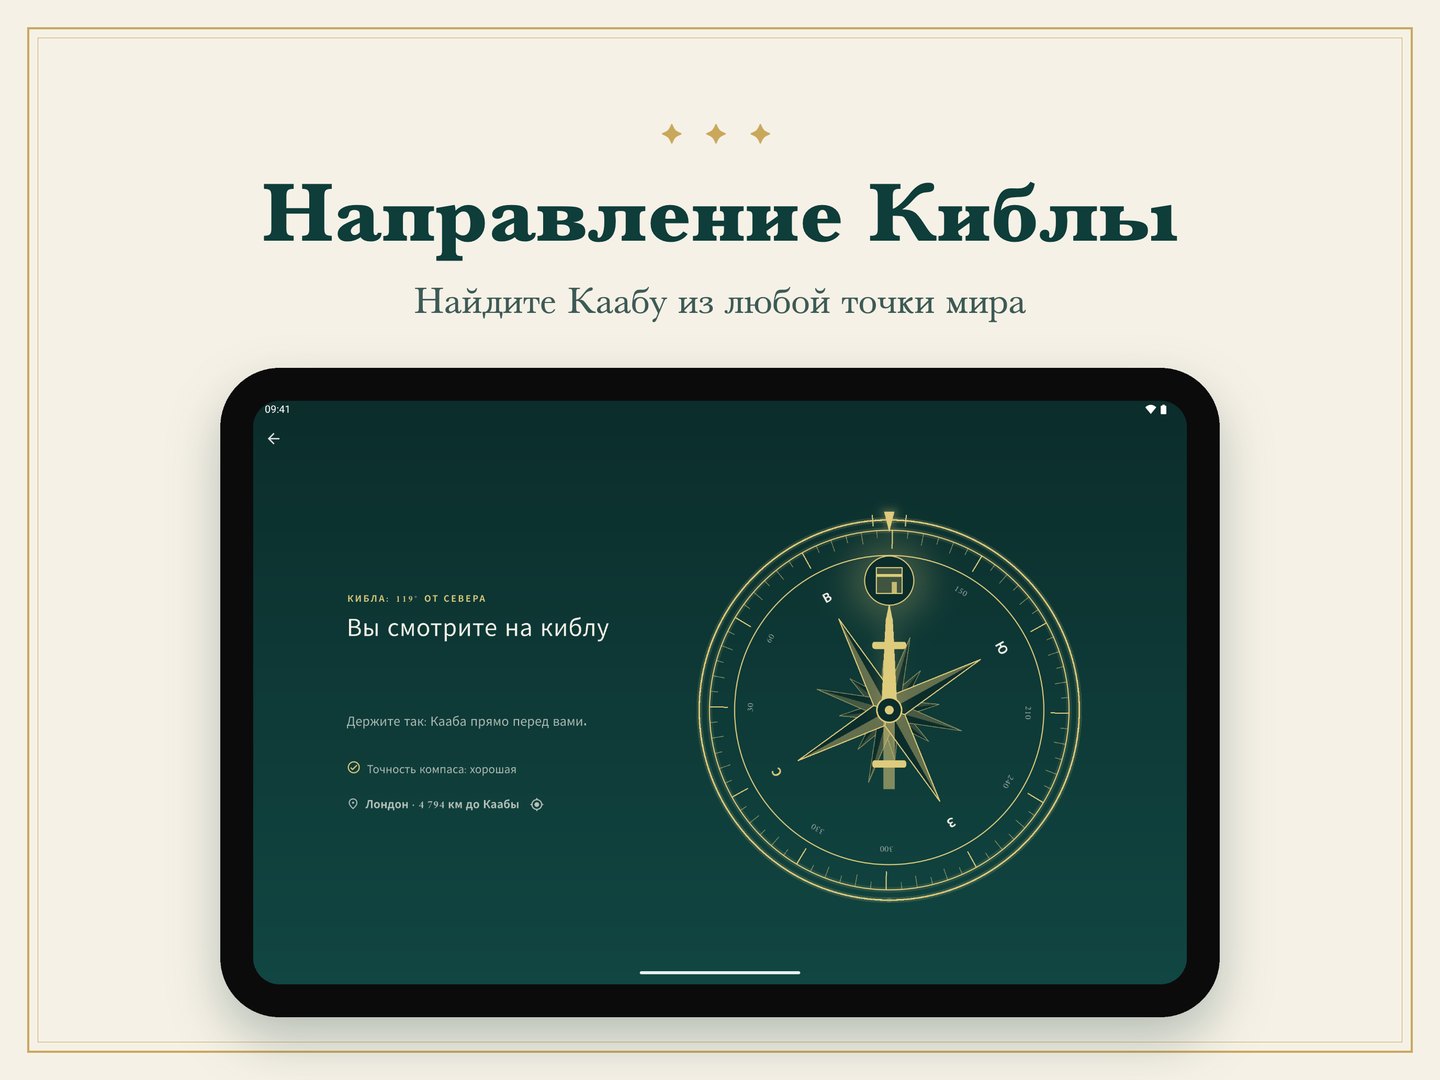 Направление Киблы
Найдите Каабу из любой точки мира
09:41
КИБЛА: 119° ОТ СЕВЕРА
Вы смотрите на киблу
Держите так: Кааба прямо перед вами.
Точность компаса: хорошая
Лондон · 4 794 км до Каабы
В
150
60
Ю
30
210
С
240
З
330
300